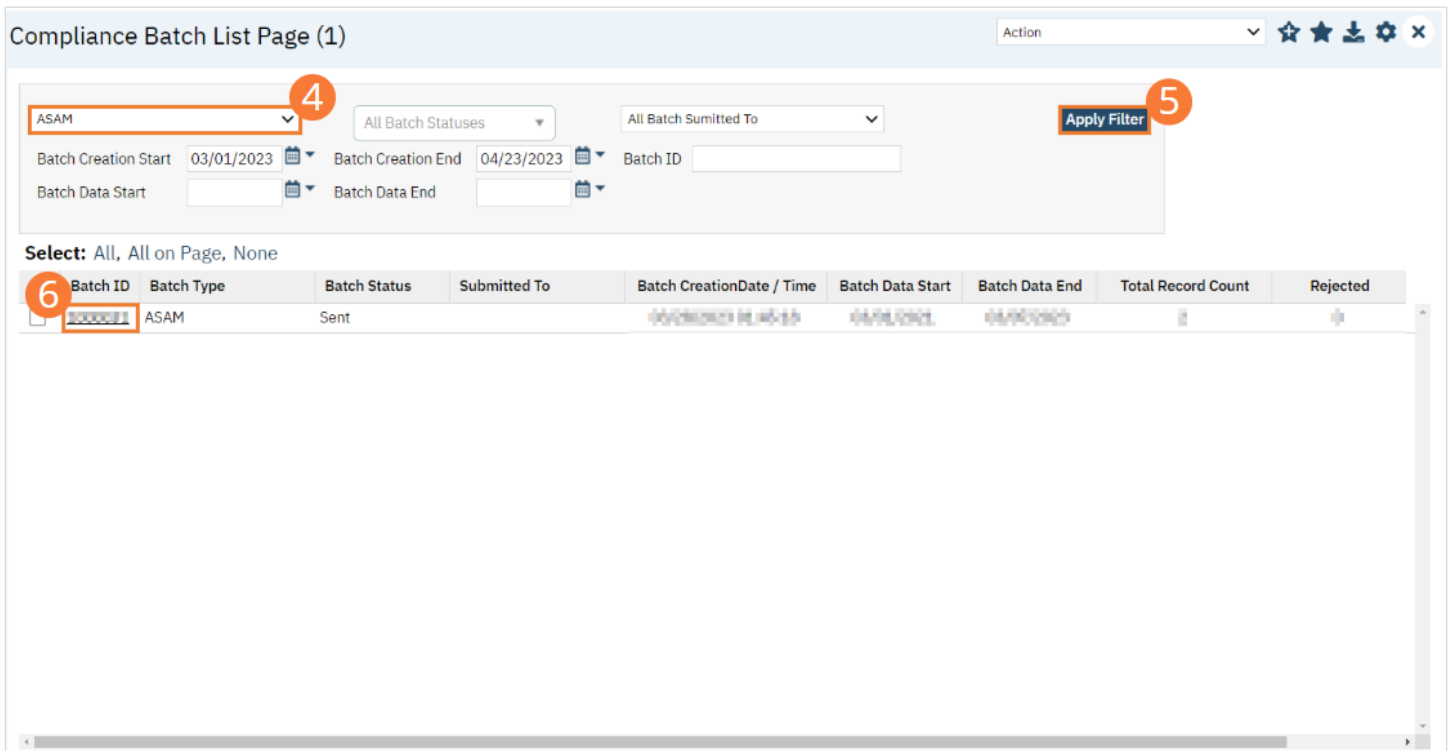 Compliance Batch List Page (1) Action
4
5
ASAM All Batch Statuses All Batch Sumitted To Apply Filter
Batch Creation Start 03/01/2023 Batch Creation End 04/23/2023 Batch ID
Batch Data Start Batch Data End
Select: All, All on Page, None
6
Batch ID Batch Type Batch Status Submitted To Batch CreationDate / Time Batch Data Start Batch Data End Total Record Count Rejected
ASAM Sent